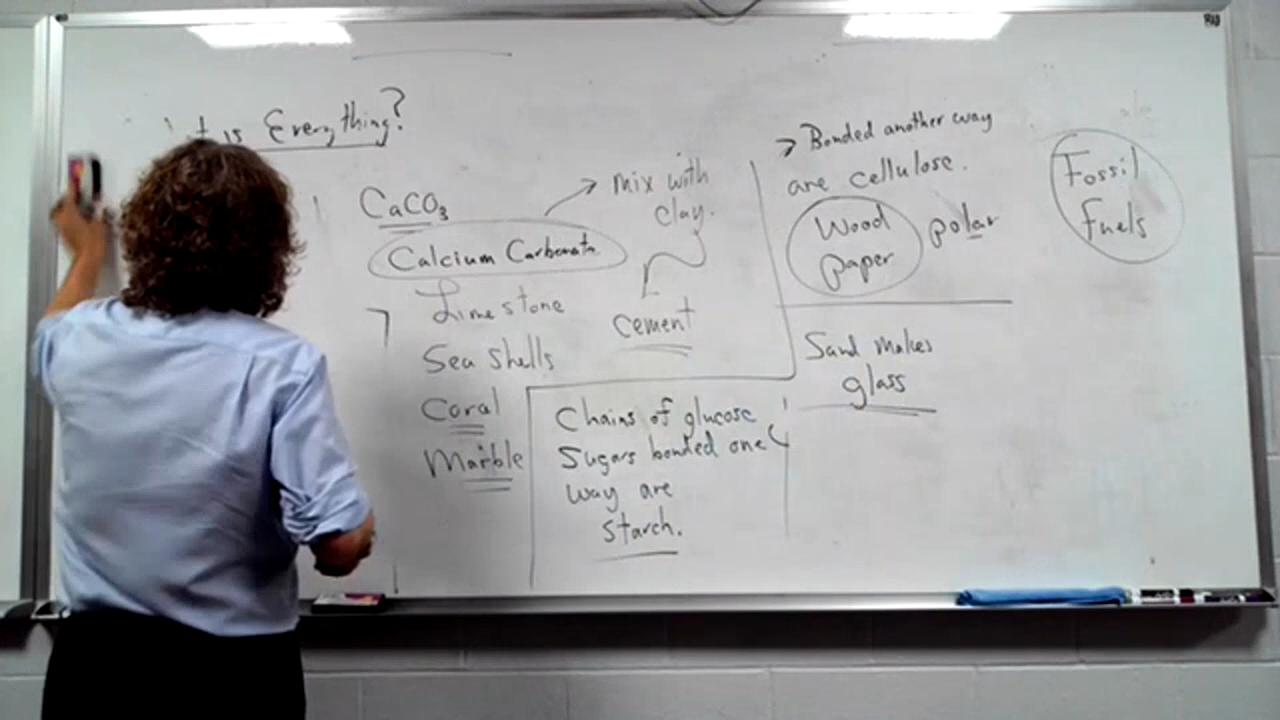 is Everything?
CaCO3
Calcium Carbonate
Limestone
Sea Shells
Coral
Marble
mix with
clay.
cement
Chains of glucose
Sugars bonded one
way are
starch.
> Bonded another way
are cellulose.
Wood
paper
polar
Sand makes
glass
Fossil
fuels